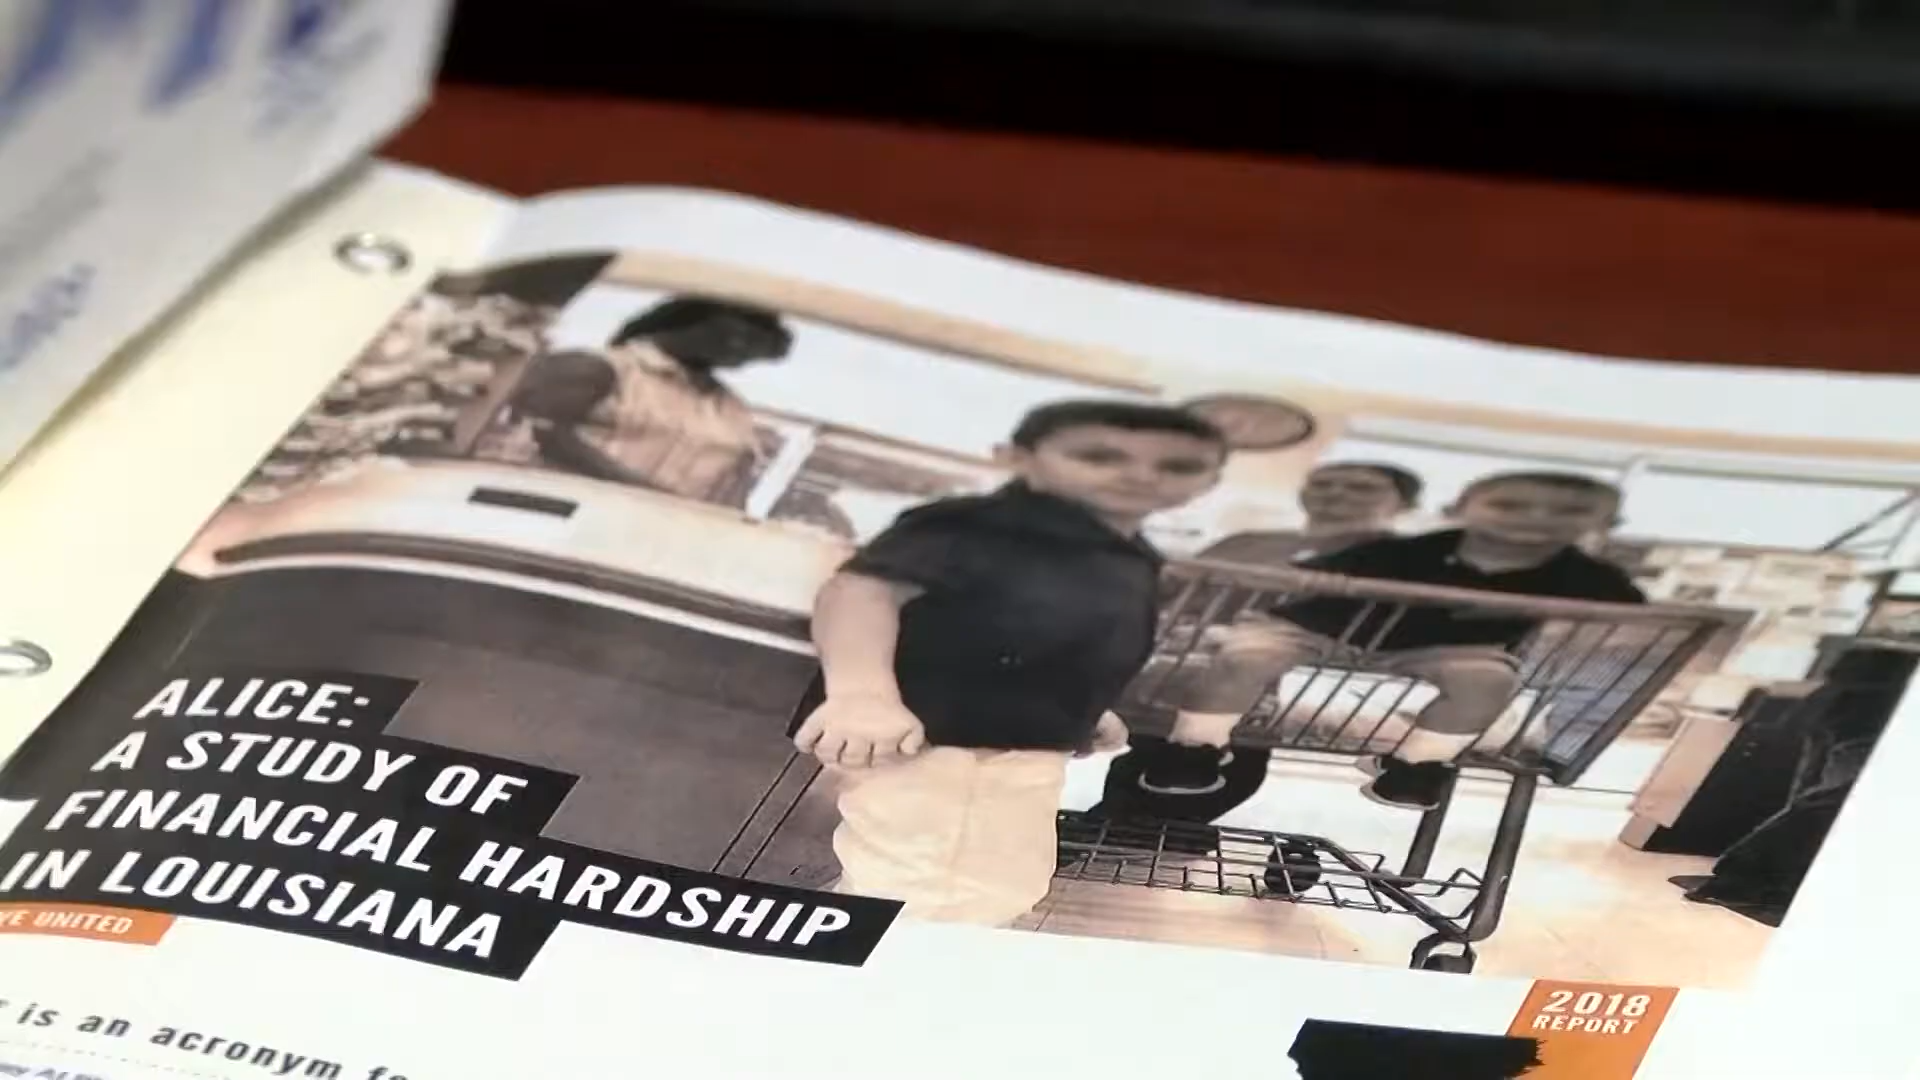 ALICE:
A STUDY OF
FINANCIAL HARDSHIP
IN LOUISIANA
UNITED
is an acronym
2018
REPORT